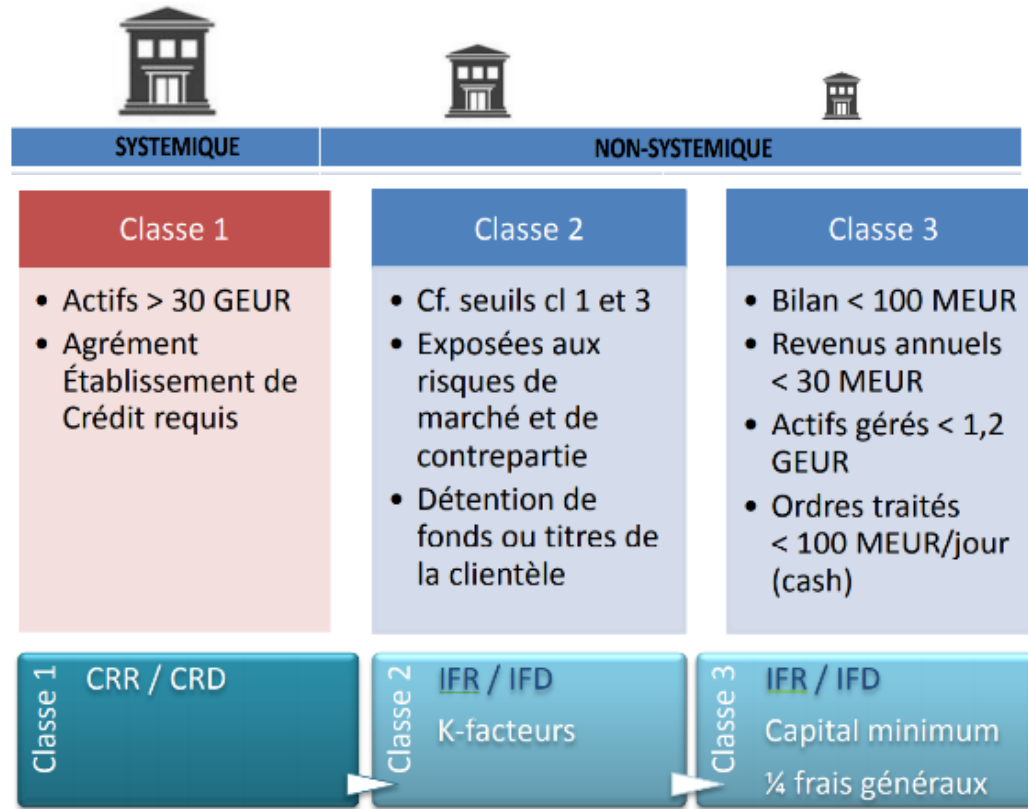 SYSTEMIQUE
NON-SYSTEMIQUE
Classe 1
• Actifs > 30 GEUR
• Agrément
Établissement de
Crédit requis
Classe 2
• Cf. seuils cl 1 et 3
• Exposées aux
risques de
marché et de
contrepartie
• Détention de
fonds ou titres de
la clientèle
Classe 3
• Bilan < 100 MEUR
• Revenus annuels
< 30 MEUR
• Actifs gérés < 1,2
GEUR
• Ordres traités
< 100 MEUR/jour
(cash)
Classe 1
CRR / CRD
Classe 2
IFR / IFD
K-facteurs
Classe 3
IFR / IFD
Capital minimum
¼ frais généraux